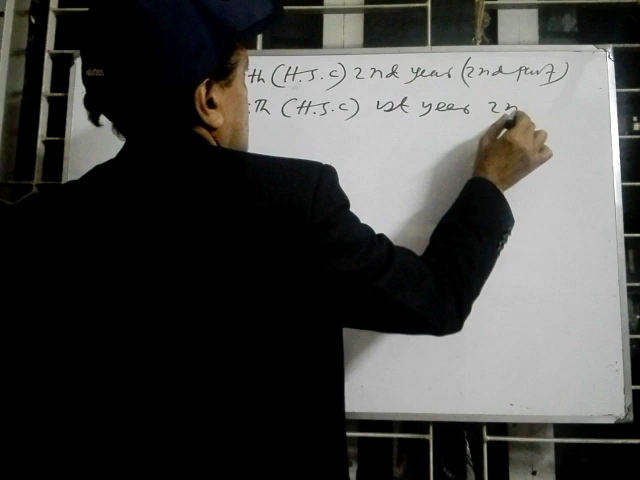 th (H.S.C) 2nd year (2nd part)
th (H.S.C) 1st year 2n